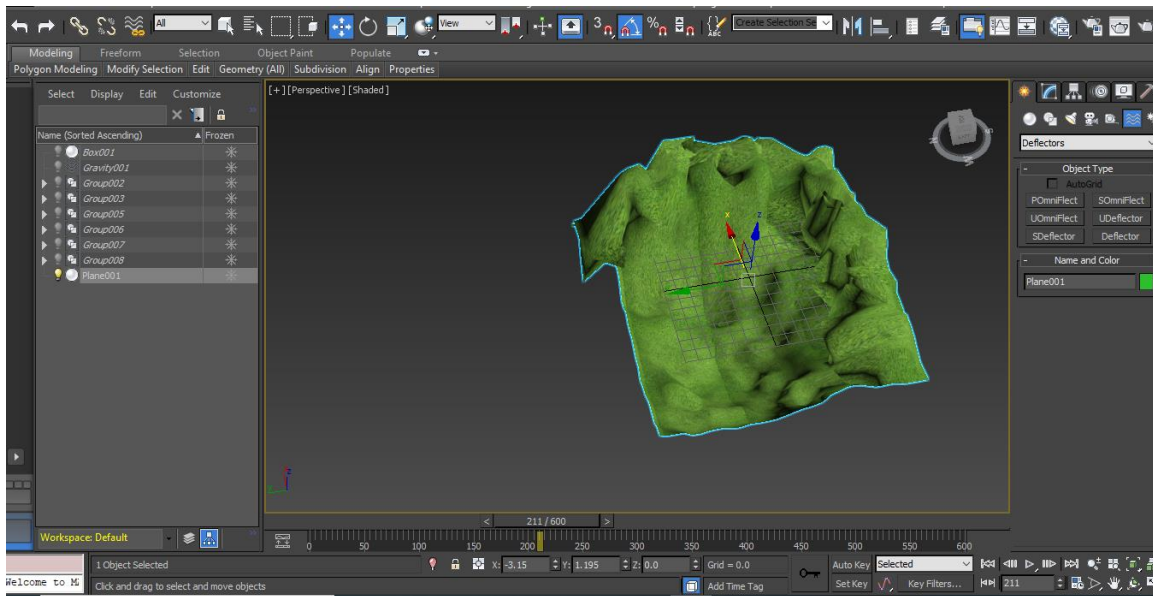 All
View
3
Create Selection Se
Modeling Freeform Selection Object Paint Populate
Polygon Modeling Modify Selection Edit Geometry (All) Subdivision Align Properties
Select Display Edit Customize
Name (Sorted Ascending) Frozen
Box001
Gravity001
Group002
Group003
Group005
Group006
Group007
Group008
Plane001
[+] [Perspective] [Shaded]
x z
z
Deflectors
- Object Type
AutoGrid
POmniFlect SOmniFlect
UOmniFlect UDeflector
SDeflector Deflector
- Name and Color
Plane001
< 211 / 600 >
Workspace: Default
0 50 100 150 200 250 300 350 400 450 500 550 600
1 Object Selected X: -3.15 Y: 1.195 Z: 0.0 Grid = 0.0 Auto Key Selected
Welcome to M Click and drag to select and move objects Add Time Tag Set Key Key Filters... 211